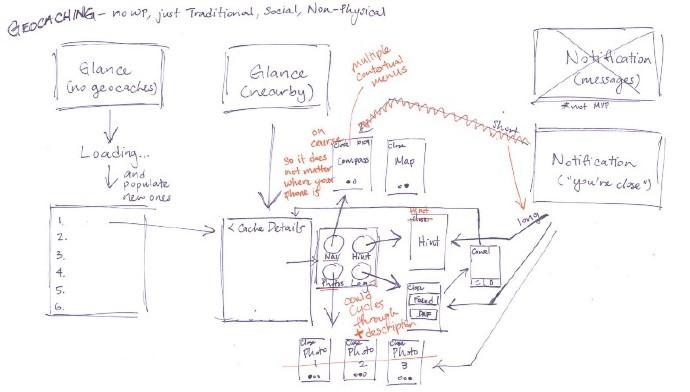 GEOCACHING - no WP, just Traditional, Social, Non-Physical
Glance
(no geocaches)
Glance
(nearby)
multiple
contextual
menus
Notification
(messages)
*not MVP
short
Notification
("you're close")
Loading...
and
populate
new ones
on
course
so it does
not matter
where your
phone is
Close
Compass
Close
Map
1.
2.
3.
4.
5.
6.
< Cache Details
Nav
Hint
Photos
Log
Hint
long
Cancel
Close
Found
DNF
could
cycles
through
+ description
Close
Photo
1
Close
Photo
2
Close
Photo
3